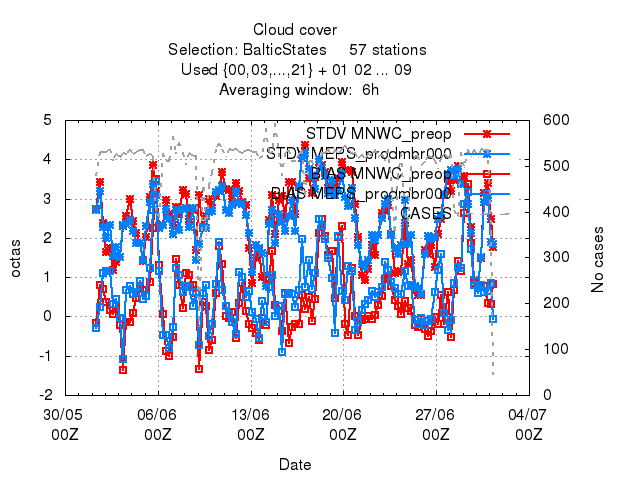 Cloud cover
Selection: BalticStates 57 stations
Used {00,03,...,21} + 01 02 ... 09
Averaging window: 6h
STDV MNWC_preop
STDV MEPS_prodmbr000
BIAS MNWC_preop
BIAS MEPS_prodmbr000
CASES
5
4
3
2
1
0
-1
-2
octas
600
500
400
300
200
100
0
No cases
30/05 06/06 13/06 20/06 27/06 04/07
00Z 00Z 00Z 00Z 00Z 00Z
Date